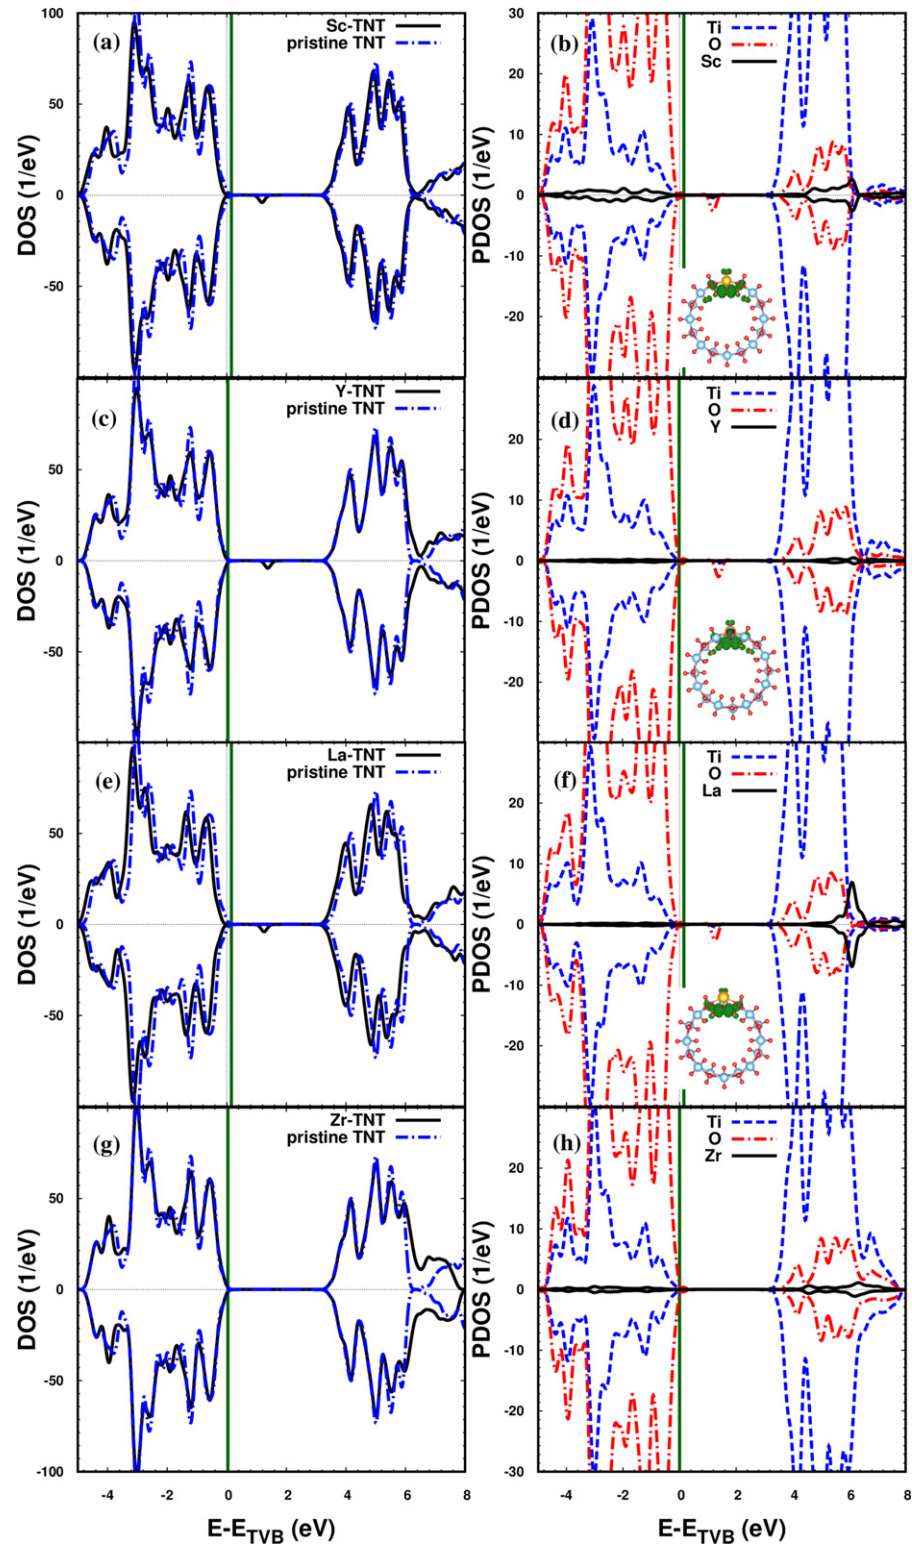 DOS (1/eV)
100
50
0
-50
(a)
Sc-TNT
pristine TNT
PDOS (1/eV)
30
20
10
0
-10
-20
(b)
Ti
O
Sc
DOS (1/eV)
50
0
-50
(c)
Y-TNT
pristine TNT
PDOS (1/eV)
20
10
0
-10
-20
(d)
Ti
O
Y
DOS (1/eV)
50
0
-50
(e)
La-TNT
pristine TNT
PDOS (1/eV)
20
10
0
-10
-20
(f)
Ti
O
La
DOS (1/eV)
50
0
-50
-100
(g)
Zr-TNT
pristine TNT
PDOS (1/eV)
20
10
0
-10
-20
-30
(h)
Ti
O
Zr
-4 -2 0 2 4 6 8
-4 -2 0 2 4 6 8
E-E_TVB (eV)
E-E_TVB (eV)